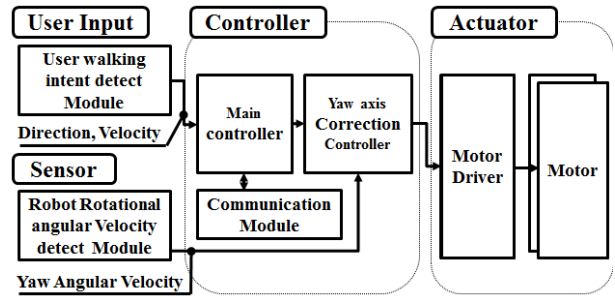 User Input
User walking
intent detect
Module
Direction, Velocity
Sensor
Robot Rotational
angular Velocity
detect Module
Yaw Angular Velocity
Controller
Main
controller
Yaw axis
Correction
Controller
Communication
Module
Actuator
Motor
Driver
Motor